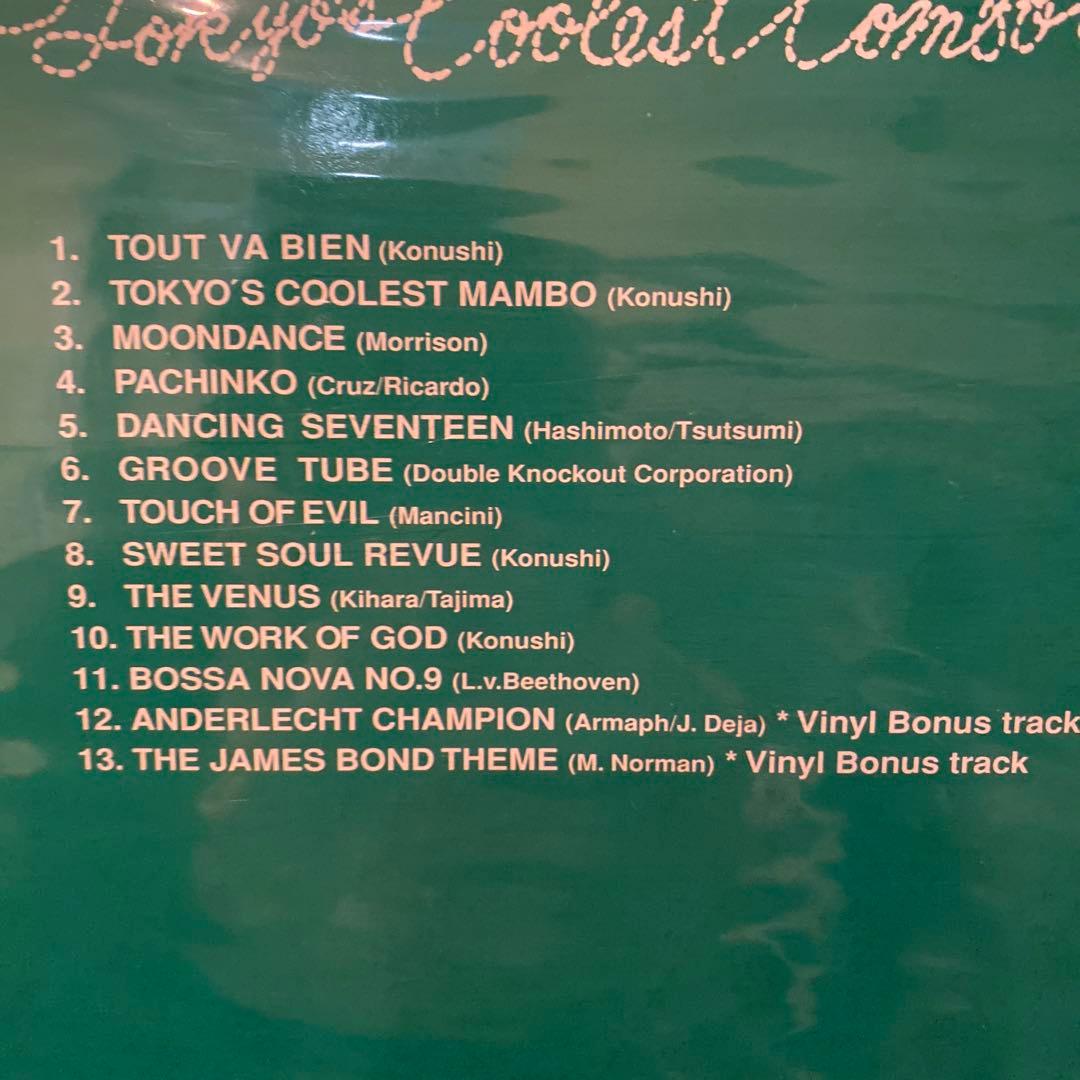 Tokyo's Coolest Combo
1. TOUT VA BIEN (Konushi)
2. TOKYO´S COOLEST MAMBO (Konushi)
3. MOONDANCE (Morrison)
4. PACHINKO (Cruz/Ricardo)
5. DANCING SEVENTEEN (Hashimoto/Tsutsumi)
6. GROOVE TUBE (Double Knockout Corporation)
7. TOUCH OF EVIL (Mancini)
8. SWEET SOUL REVUE (Konushi)
9. THE VENUS (Kihara/Tajima)
10. THE WORK OF GOD (Konushi)
11. BOSSA NOVA NO.9 (L.v.Beethoven)
12. ANDERLECHT CHAMPION (Armaph/J. Deja) * Vinyl Bonus track
13. THE JAMES BOND THEME (M. Norman) * Vinyl Bonus track